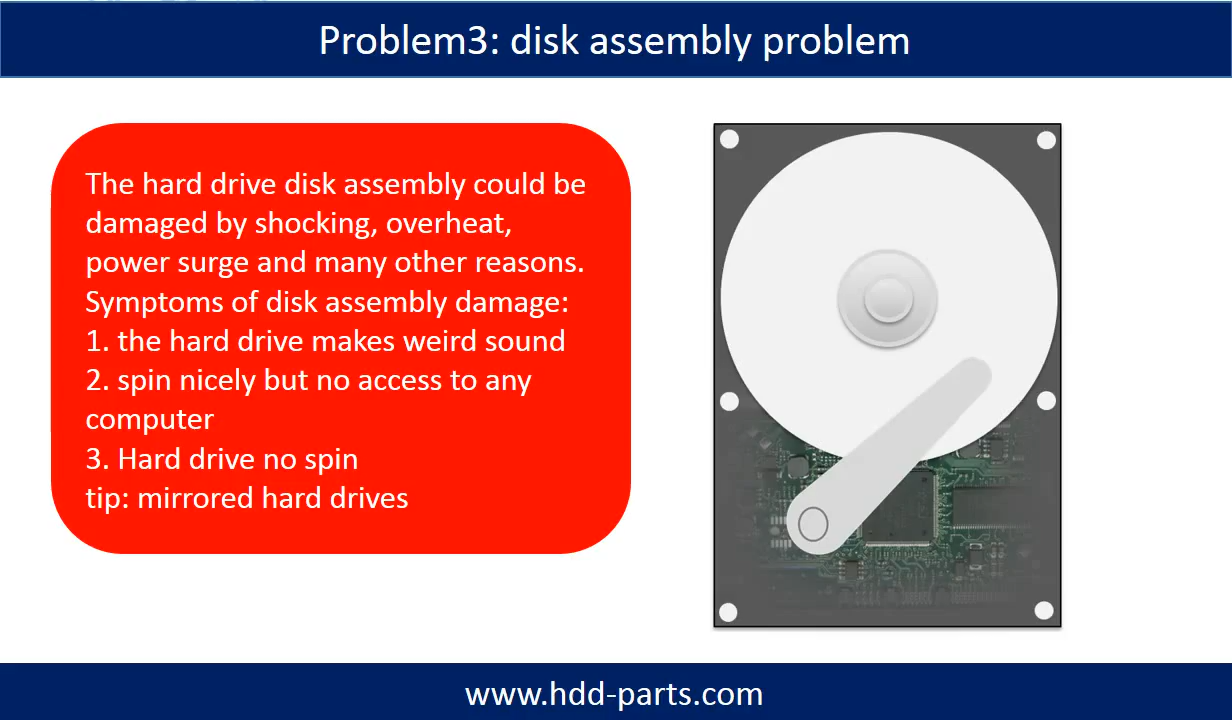 Problem3: disk assembly problem
The hard drive disk assembly could be
damaged by shocking, overheat,
power surge and many other reasons.
Symptoms of disk assembly damage:
1. the hard drive makes weird sound
2. spin nicely but no access to any
computer
3. Hard drive no spin
tip: mirrored hard drives
www.hdd-parts.com